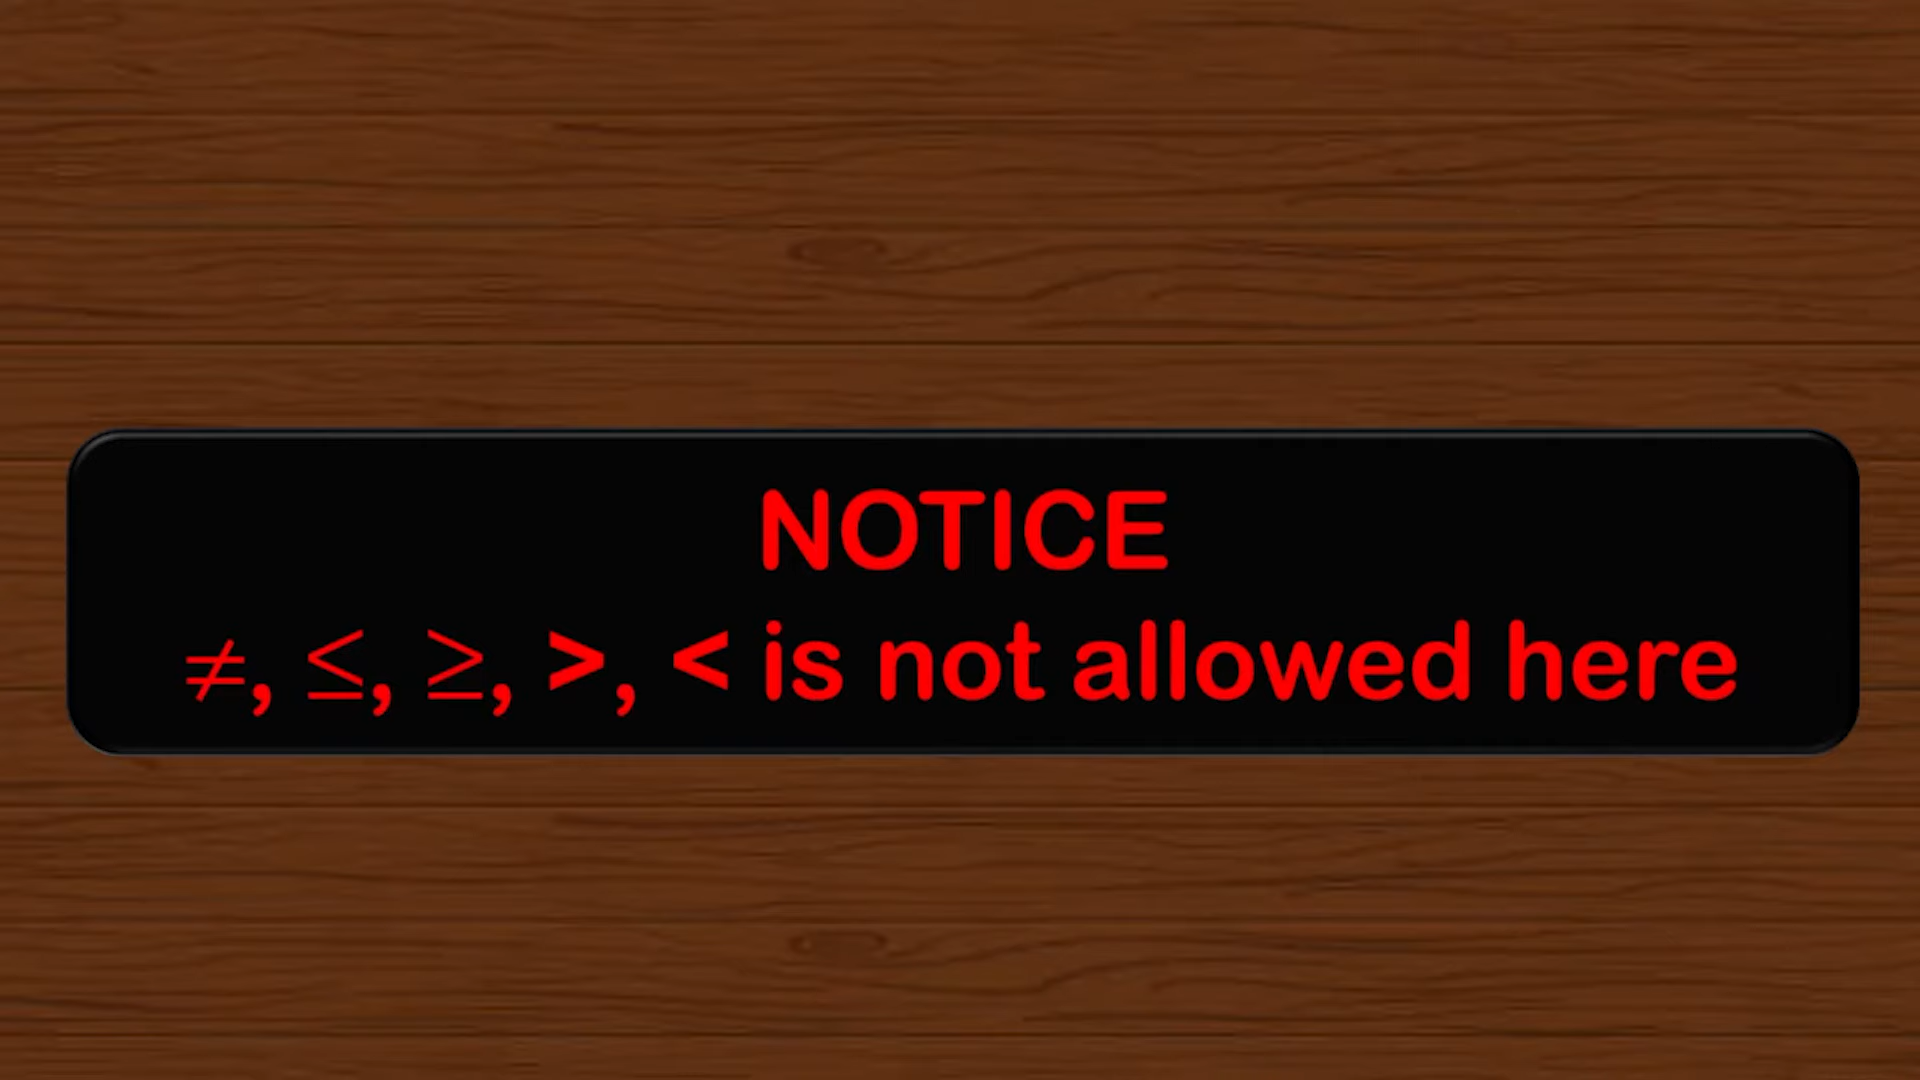 NOTICE
≠, ≤, ≥, >, < is not allowed here